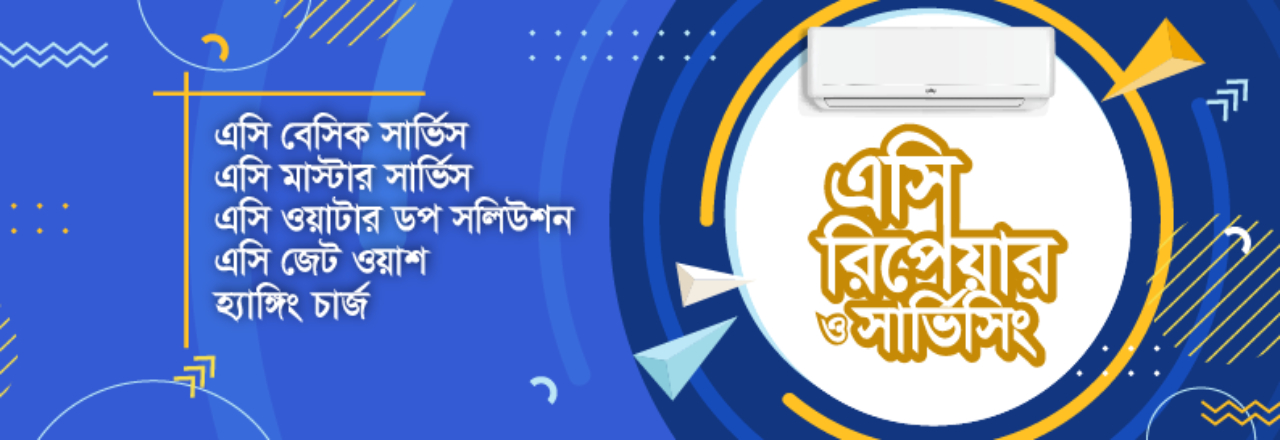 এসি বেসিক সার্ভিস
এসি মাস্টার সার্ভিস
এসি ওয়াটার ডপ সলিউশন
এসি জেট ওয়াশ
হ্যাঙ্গিং চার্জ
এসি
রিপ্রেয়ার
ও সার্ভিসিং